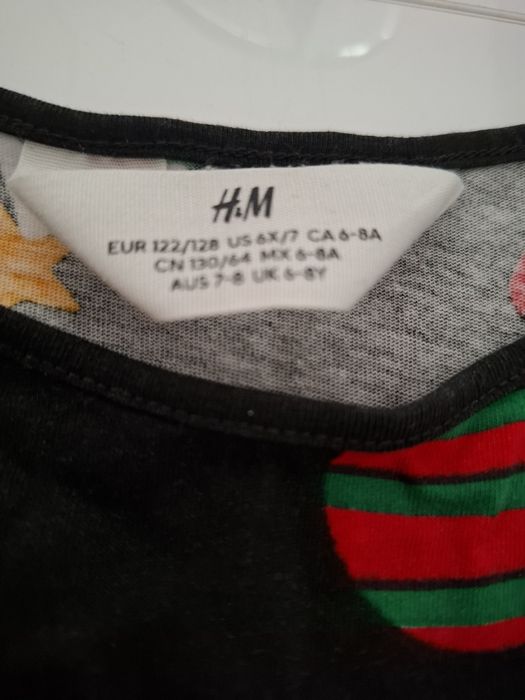 H&M
EUR 122/128 US 6X/7 CA 6-8A
CN 130/64 MX 6-8A
AUS 7-8 UK 6-8Y